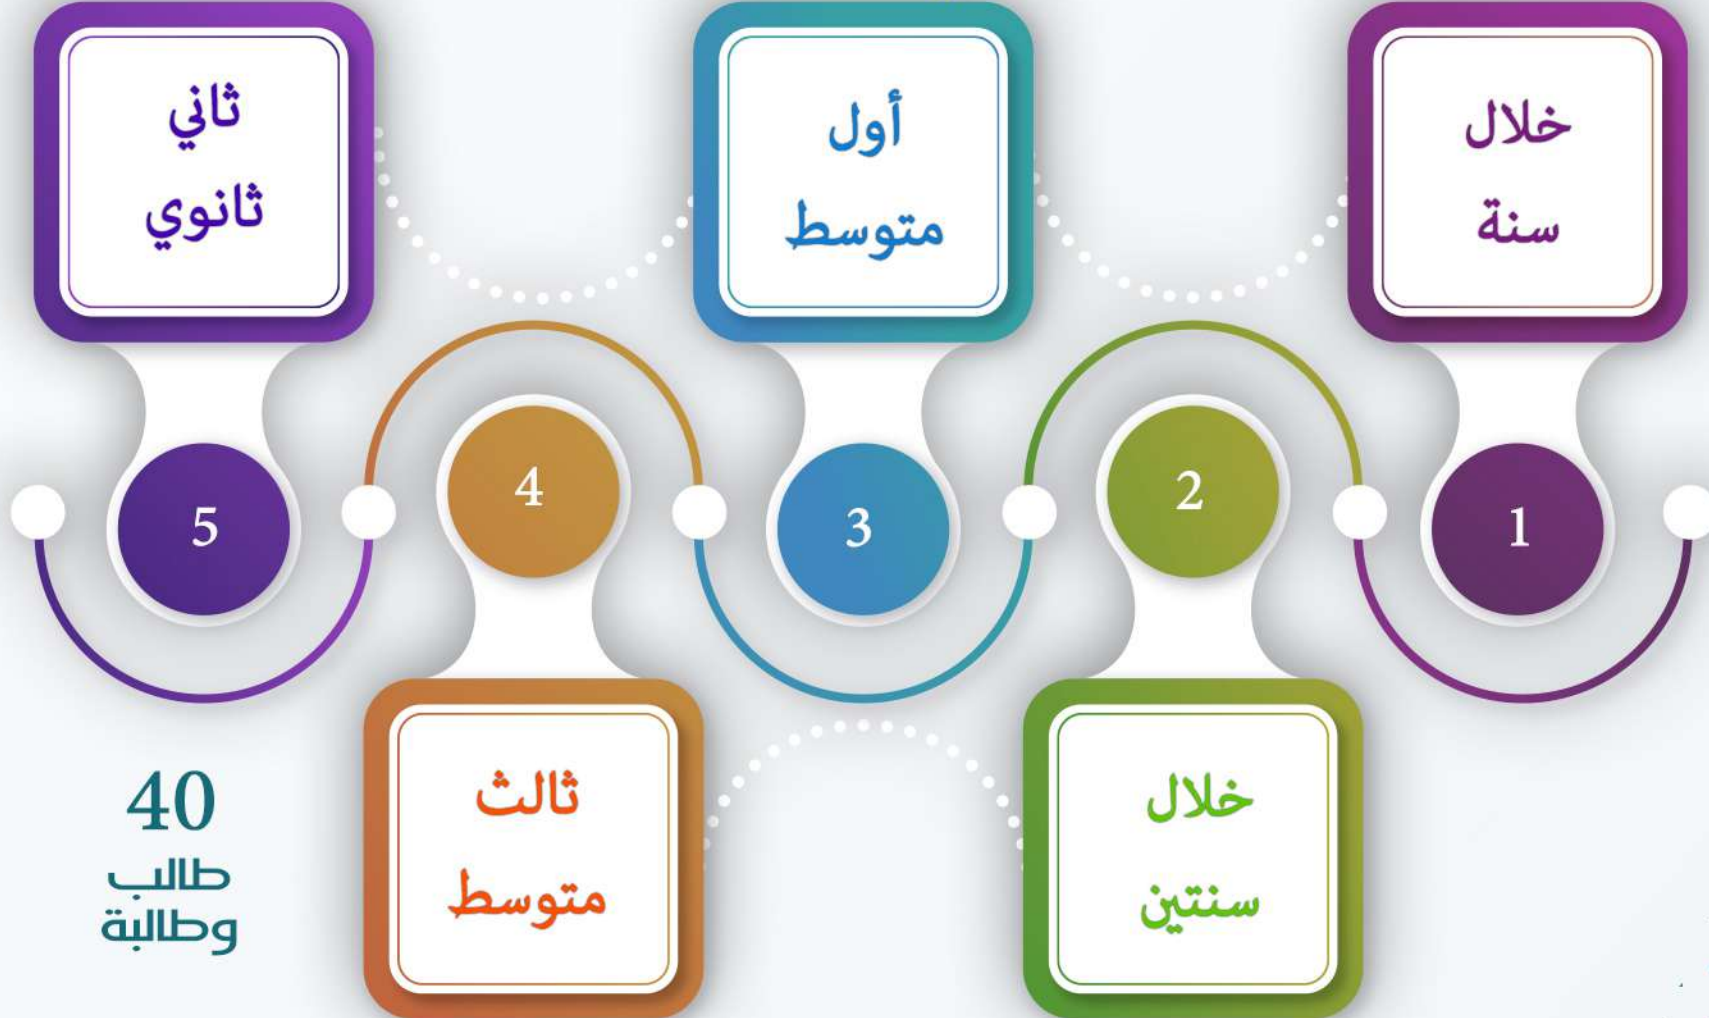 خلال
سنة
1
2
خلال
سنتين
أول
متوسط
3
4
ثالث
متوسط
ثاني
ثانوي
5
40
طالب
وطالبة